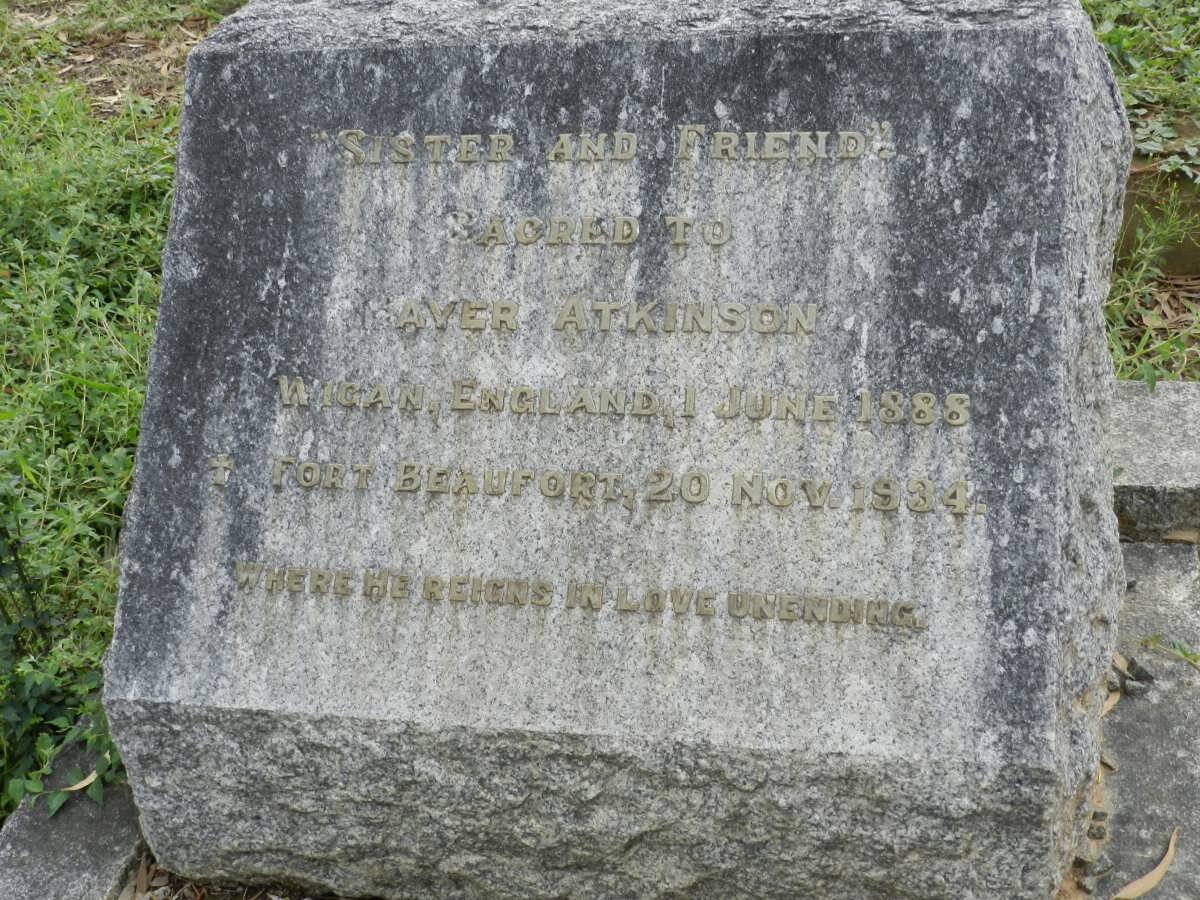 "Sister and Friend".
Sacred to
Ayer Atkinson
Wigan, England, 1 June 1888
✝ Fort Beaufort, 20 Nov. 1934.
Where He reigns in love unending.